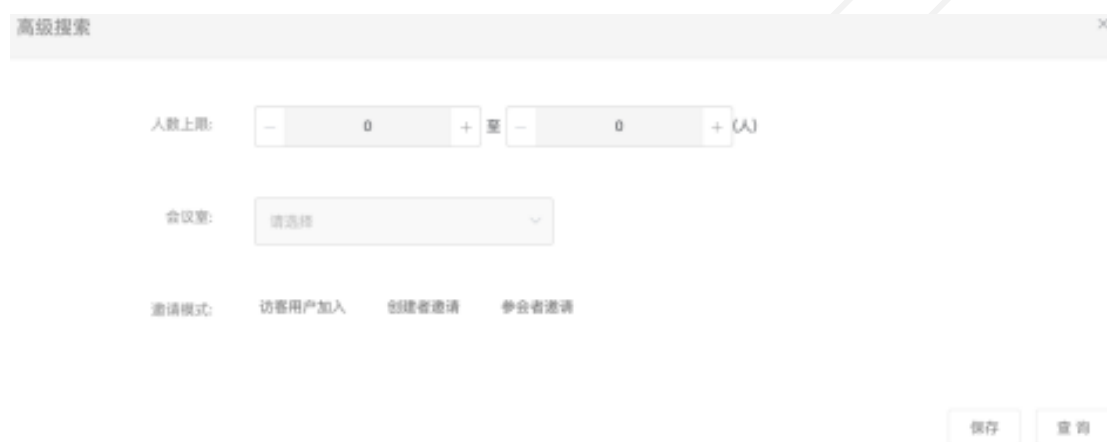 高级搜索 ×
人数上限: − 0 + 至 − 0 + (人)
会议室: 请选择
邀请模式: 访客用户加入 创建者邀请 参会者邀请
保存 查询